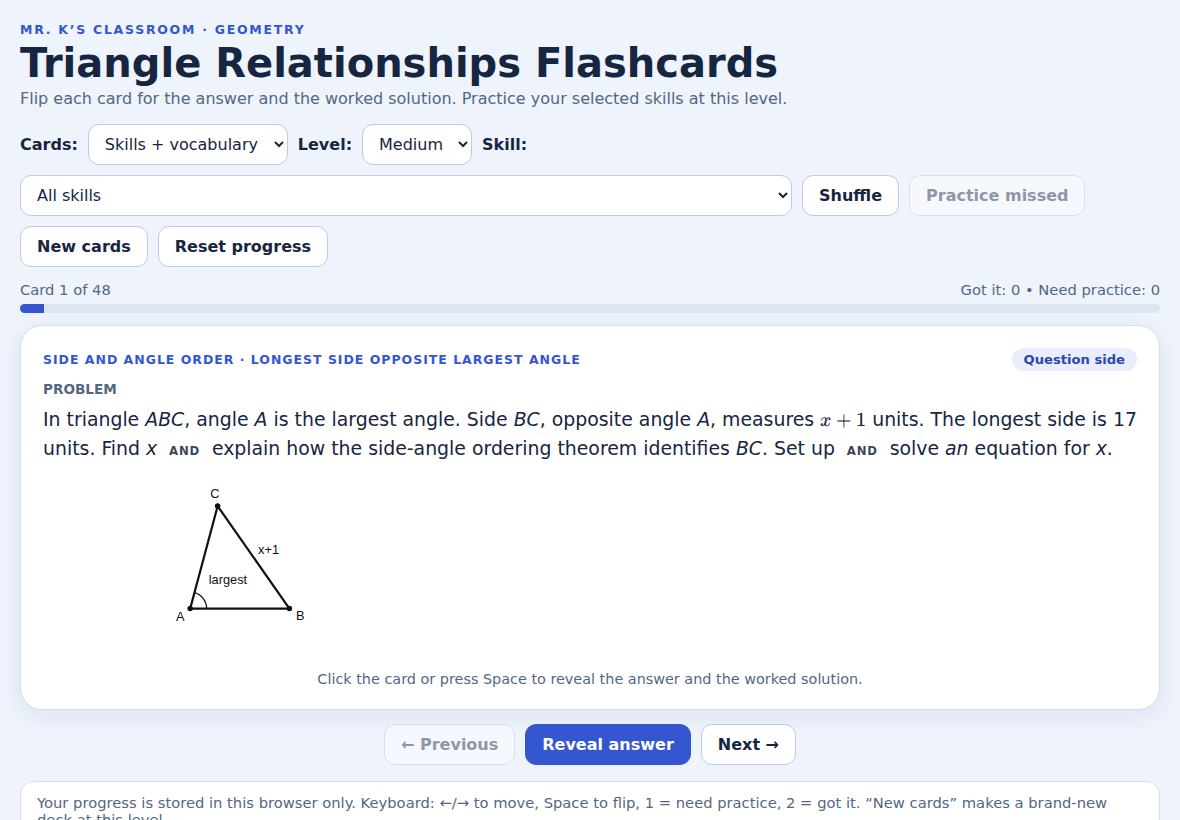 MR. K’S CLASSROOM · GEOMETRY
Triangle Relationships Flashcards
Flip each card for the answer and the worked solution. Practice your selected skills at this level.
Cards: Skills + vocabulary Level: Medium Skill:
All skills Shuffle Practice missed
New cards Reset progress
Card 1 of 48 Got it: 0 • Need practice: 0
SIDE AND ANGLE ORDER · LONGEST SIDE OPPOSITE LARGEST ANGLE Question side
PROBLEM
In triangle ABC, angle A is the largest angle. Side BC, opposite angle A, measures x + 1 units. The longest side is 17
units. Find x AND explain how the side-angle ordering theorem identifies BC. Set up AND solve an equation for x.
C
x+1
largest
A B
Click the card or press Space to reveal the answer and the worked solution.
← Previous Reveal answer Next →
Your progress is stored in this browser only. Keyboard: ←/→ to move, Space to flip, 1 = need practice, 2 = got it. “New cards” makes a brand-new
deck at this level.